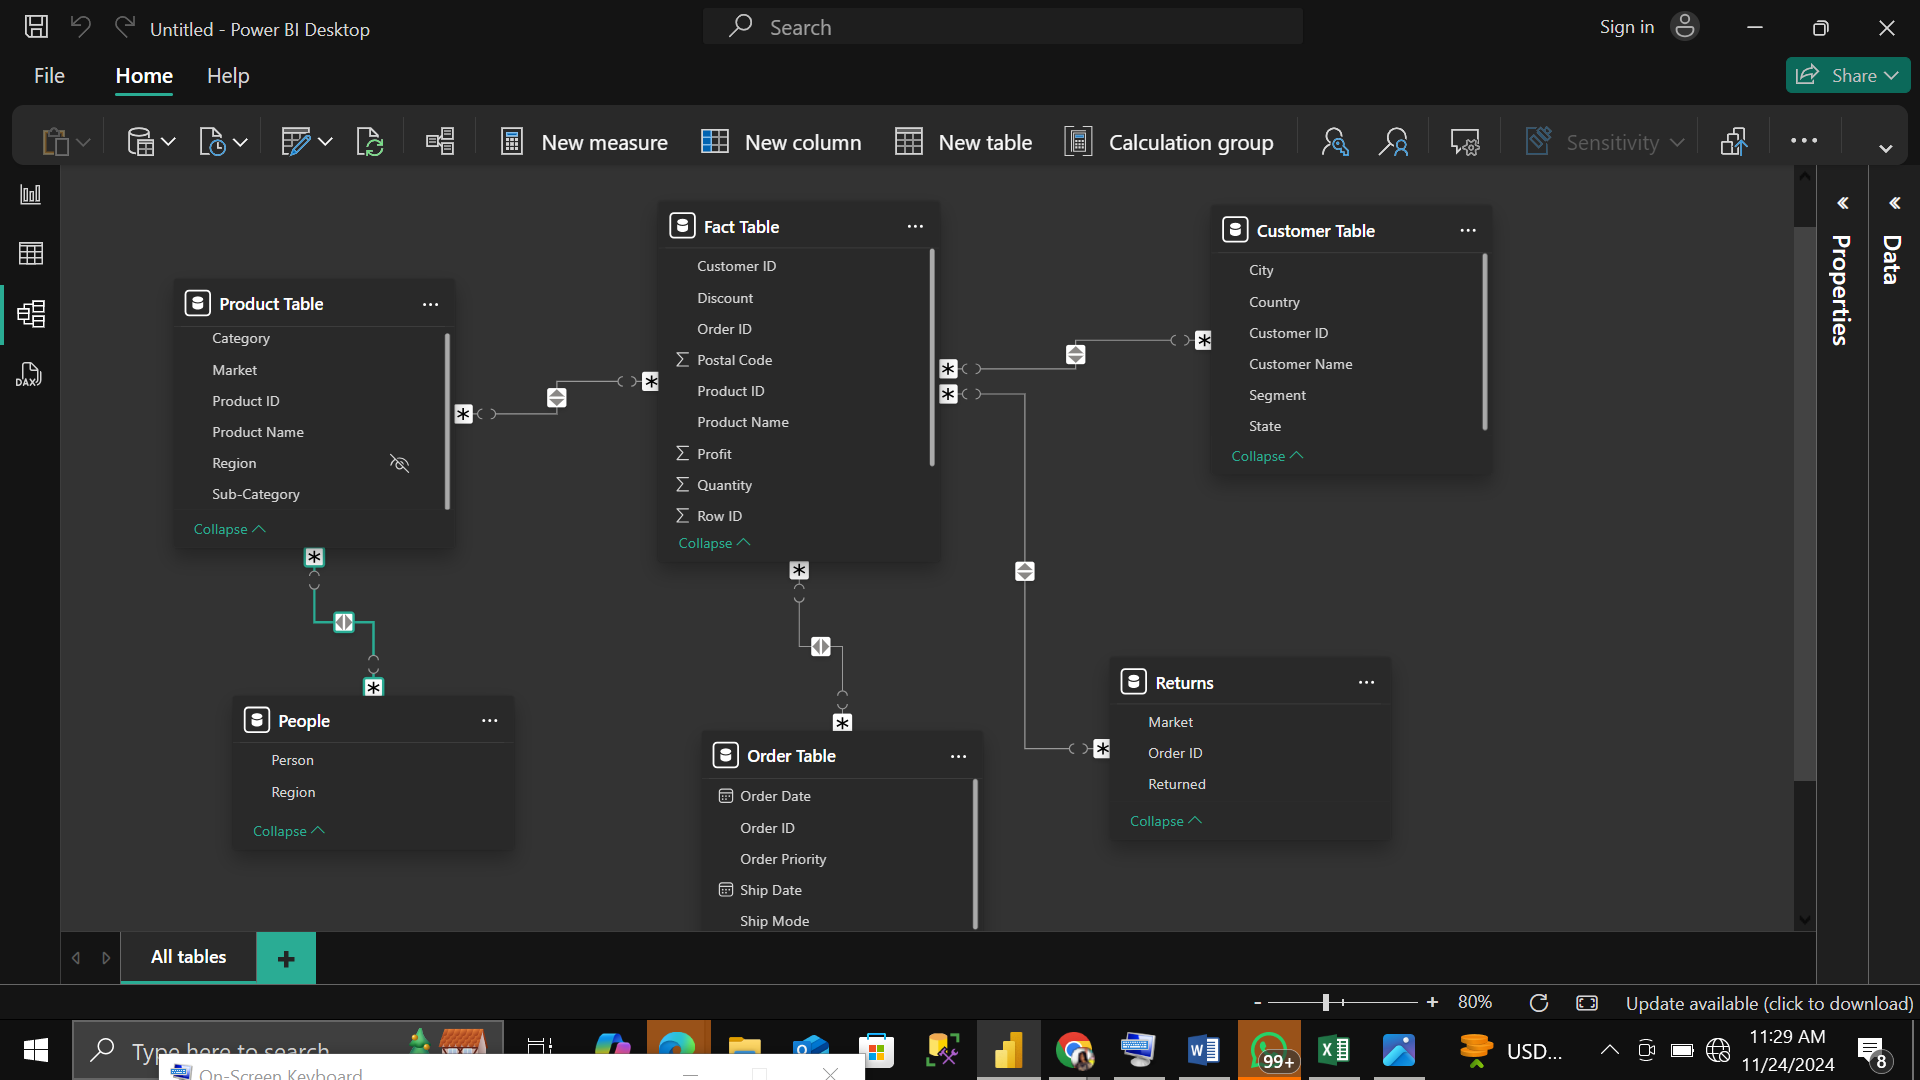 Untitled - Power BI Desktop
Search
Sign in
File
Home
Help
Share
New measure
New column
New table
Calculation group
Sensitivity
Product Table
Category
Market
Product ID
Product Name
Region
Sub-Category
Collapse
Fact Table
Customer ID
Discount
Order ID
Postal Code
Product ID
Product Name
Profit
Quantity
Row ID
Collapse
Customer Table
City
Country
Customer ID
Customer Name
Segment
State
Collapse
Properties
Data
DAX
People
Person
Region
Collapse
Order Table
Order Date
Order ID
Order Priority
Ship Date
Ship Mode
Returns
Market
Order ID
Returned
Collapse
All tables
+
- + 80%
Update available (click to download)
Type here to search
99+
USD...
11:29 AM
11/24/2024
8
On-Screen Keyboard